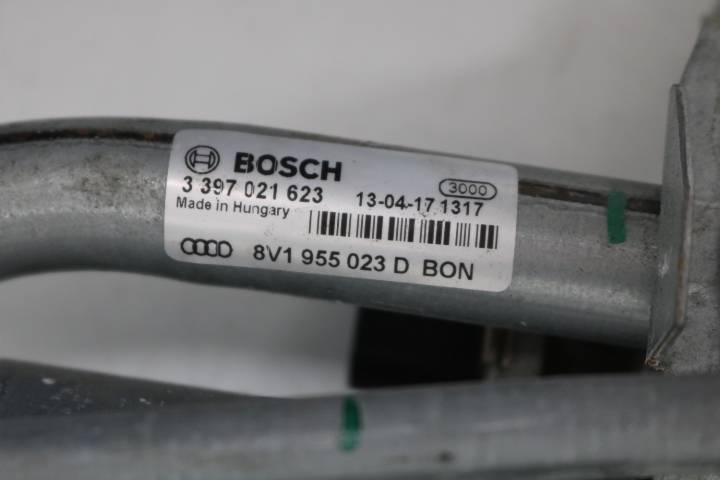 BOSCH
3 397 021 623 13-04-17 1317 3000
Made in Hungary
8V1 955 023 D BON